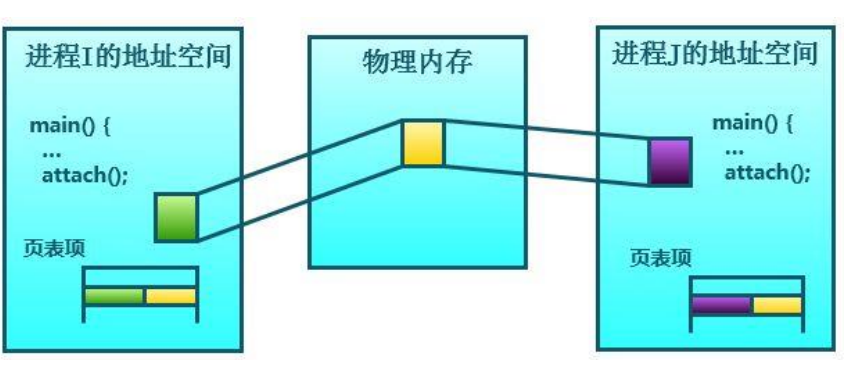 进程I的地址空间
main() {
...
attach();
页表项
物理内存
进程J的地址空间
main() {
...
attach();
页表项